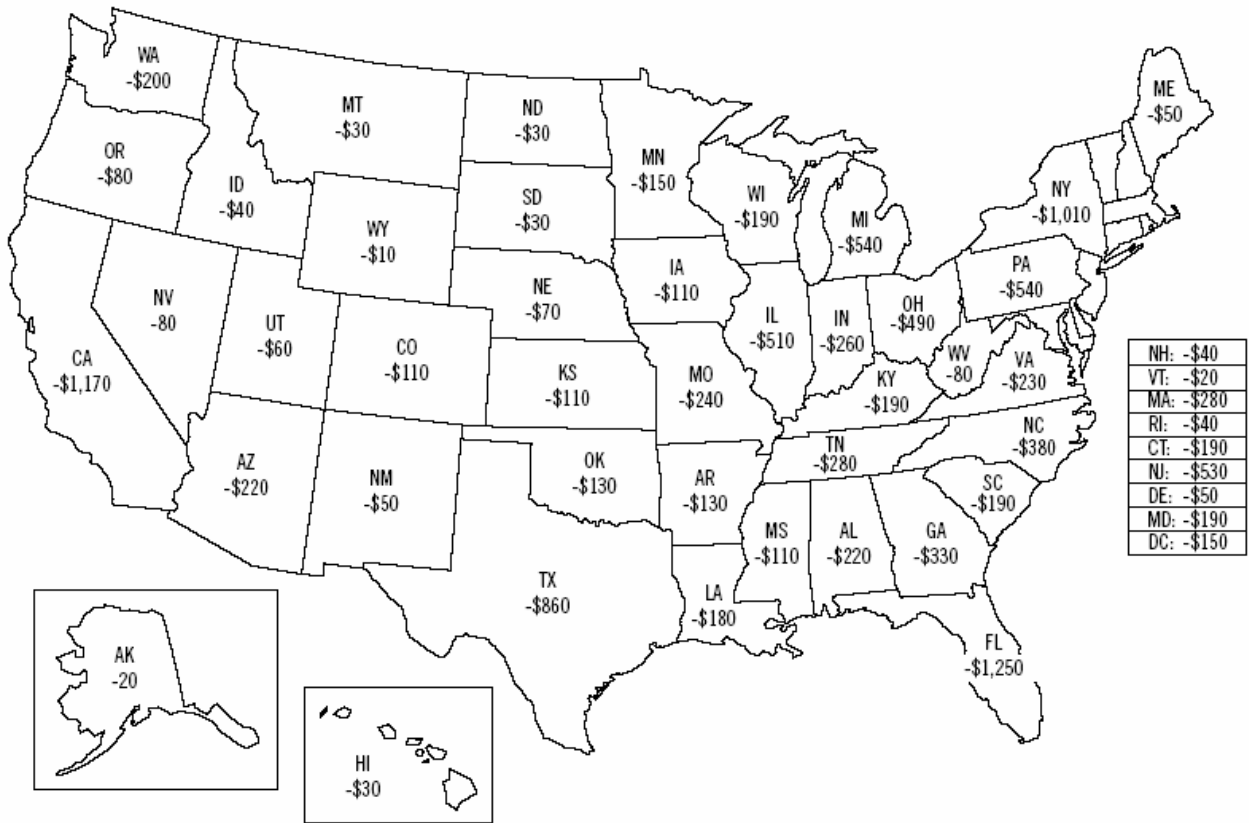 WA
-$200
MT
-$30
ND
-$30
MN
-$150
ME
-$50
OR
-$80
ID
-$40
WY
-$10
SD
-$30
WI
-$190
MI
-$540
NY
-$1,010
NV
-80
UT
-$60
CO
-$110
NE
-$70
IA
-$110
IL
-$510
IN
-$260
OH
-$490
PA
-$540
CA
-$1,170
KS
-$110
MO
-$240
KY
-$190
WV
-80
VA
-$230
AZ
-$220
NM
-$50
OK
-$130
AR
-$130
TN
-$280
NC
-$380
SC
-$190
MS
-$110
AL
-$220
GA
-$330
TX
-$860
LA
-$180
FL
-$1,250
AK
-20
HI
-$30
NH: -$40
VT: -$20
MA: -$280
RI: -$40
CT: -$190
NJ: -$530
DE: -$50
MD: -$190
DC: -$150